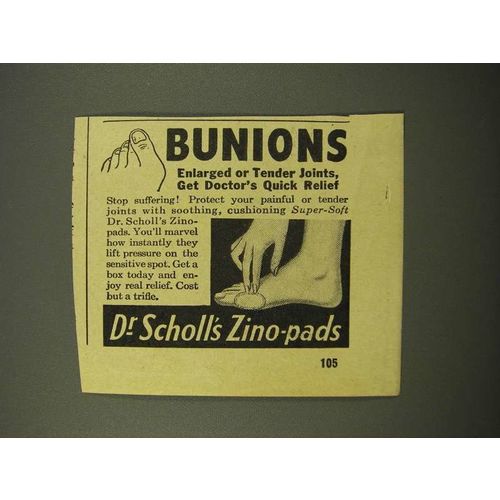 BUNIONS
Enlarged or Tender Joints,
Get Doctor's Quick Relief
Stop suffering! Protect your painful or tender
joints with soothing, cushioning Super-Soft
Dr. Scholl's Zino-
pads. You'll marvel
how instantly they
lift pressure on the
sensitive spot. Get a
box today and en-
joy real relief. Cost
but a trifle.
Dr Scholl's Zino-pads
105